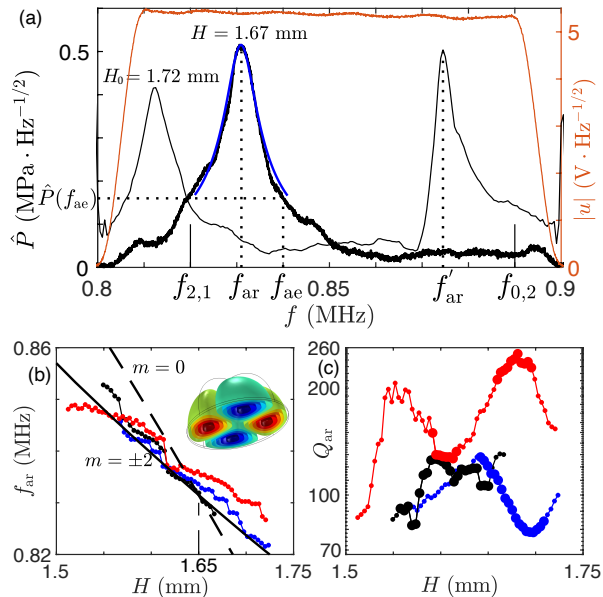 (a)
H = 1.67 mm
H₀ = 1.72 mm
0.5
0
P̂ (MPa · Hz⁻¹/²)
P̂(f_ae)
5
0
|u| (V · Hz⁻¹/²)
0.8 0.85 0.9
f_2,1 f_ar f_ae f′_ar f_0,2
f (MHz)
(b)
0.86
0.82
f_ar (MHz)
m = 0
m = ±2
1.65
1.5 1.75
H (mm)
(c)
260
200
100
70
Q_ar
1.5 1.75
H (mm)